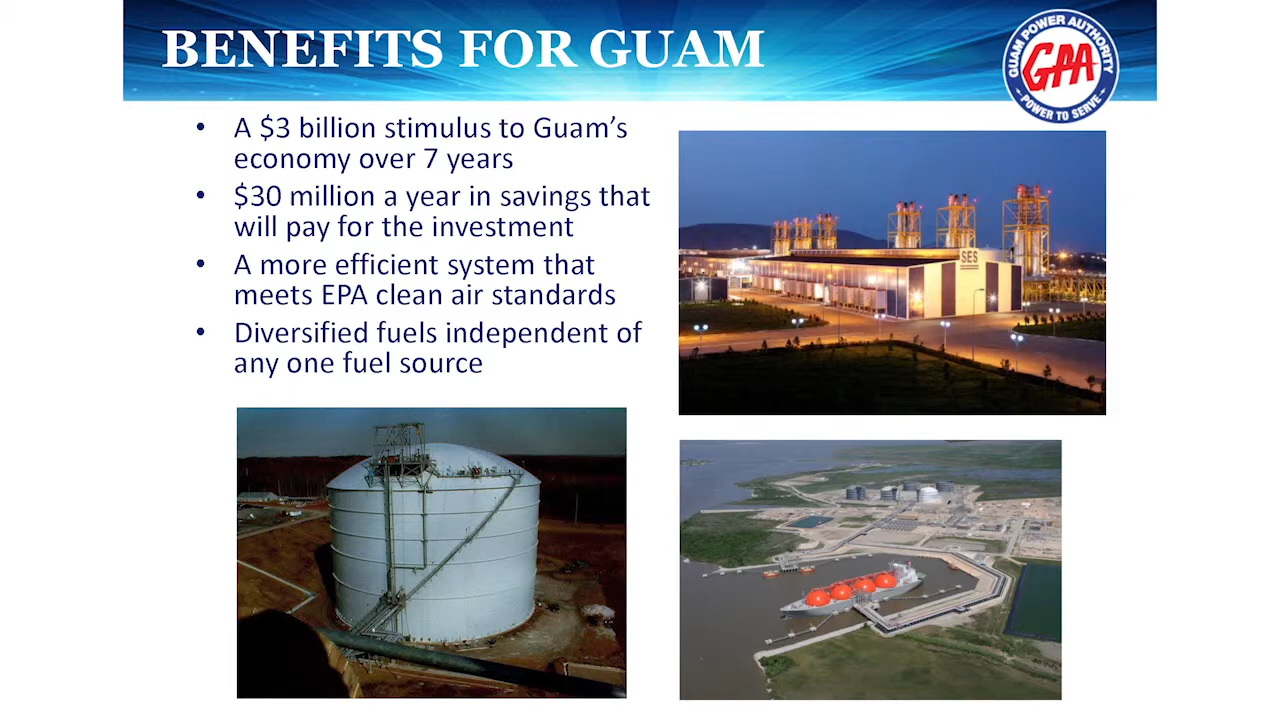 BENEFITS FOR GUAM
GUAM POWER AUTHORITY
GPA
POWER TO SERVE
• A $3 billion stimulus to Guam’s
economy over 7 years
• $30 million a year in savings that
will pay for the investment
• A more efficient system that
meets EPA clean air standards
• Diversified fuels independent of
any one fuel source
SES